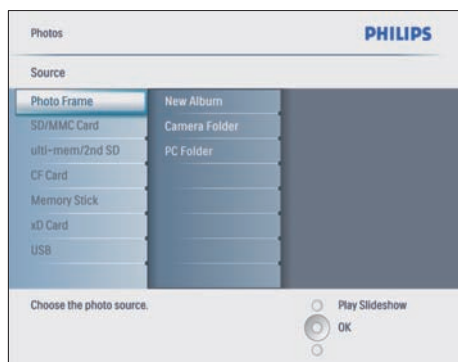 Photos
PHILIPS
Source
Photo Frame
SD/MMC Card
ulti-mem/2nd SD
CF Card
Memory Stick
xD Card
USB
New Album
Camera Folder
PC Folder
Choose the photo source.
Play Slideshow
OK